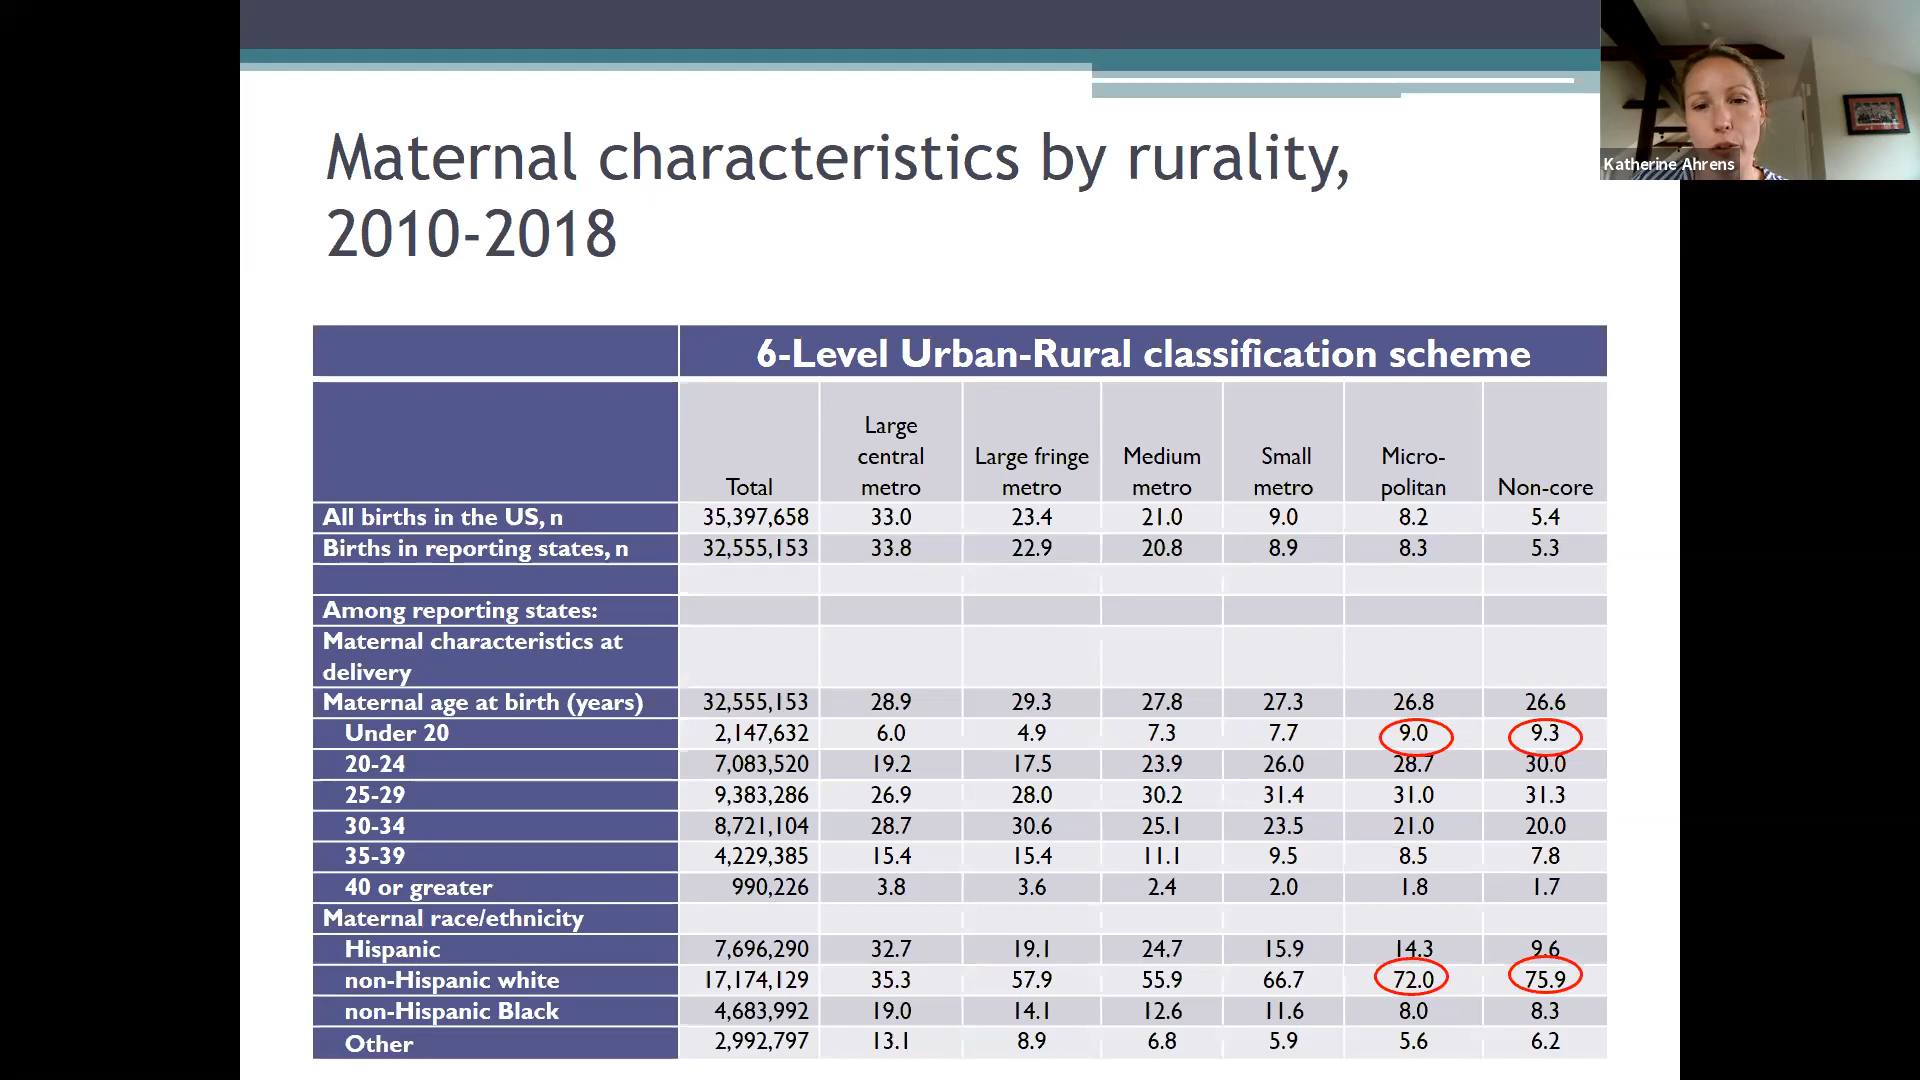 Maternal characteristics by rurality,
2010-2018
Katherine Ahrens
6-Level Urban-Rural classification scheme
Total Large central metro Large fringe metro Medium metro Small metro Micro-politan Non-core
All births in the US, n 35,397,658 33.0 23.4 21.0 9.0 8.2 5.4
Births in reporting states, n 32,555,153 33.8 22.9 20.8 8.9 8.3 5.3
Among reporting states:
Maternal characteristics at
delivery
Maternal age at birth (years) 32,555,153 28.9 29.3 27.8 27.3 26.8 26.6
Under 20 2,147,632 6.0 4.9 7.3 7.7 9.0 9.3
20-24 7,083,520 19.2 17.5 23.9 26.0 28.7 30.0
25-29 9,383,286 26.9 28.0 30.2 31.4 31.0 31.3
30-34 8,721,104 28.7 30.6 25.1 23.5 21.0 20.0
35-39 4,229,385 15.4 15.4 11.1 9.5 8.5 7.8
40 or greater 990,226 3.8 3.6 2.4 2.0 1.8 1.7
Maternal race/ethnicity
Hispanic 7,696,290 32.7 19.1 24.7 15.9 14.3 9.6
non-Hispanic white 17,174,129 35.3 57.9 55.9 66.7 72.0 75.9
non-Hispanic Black 4,683,992 19.0 14.1 12.6 11.6 8.0 8.3
Other 2,992,797 13.1 8.9 6.8 5.9 5.6 6.2